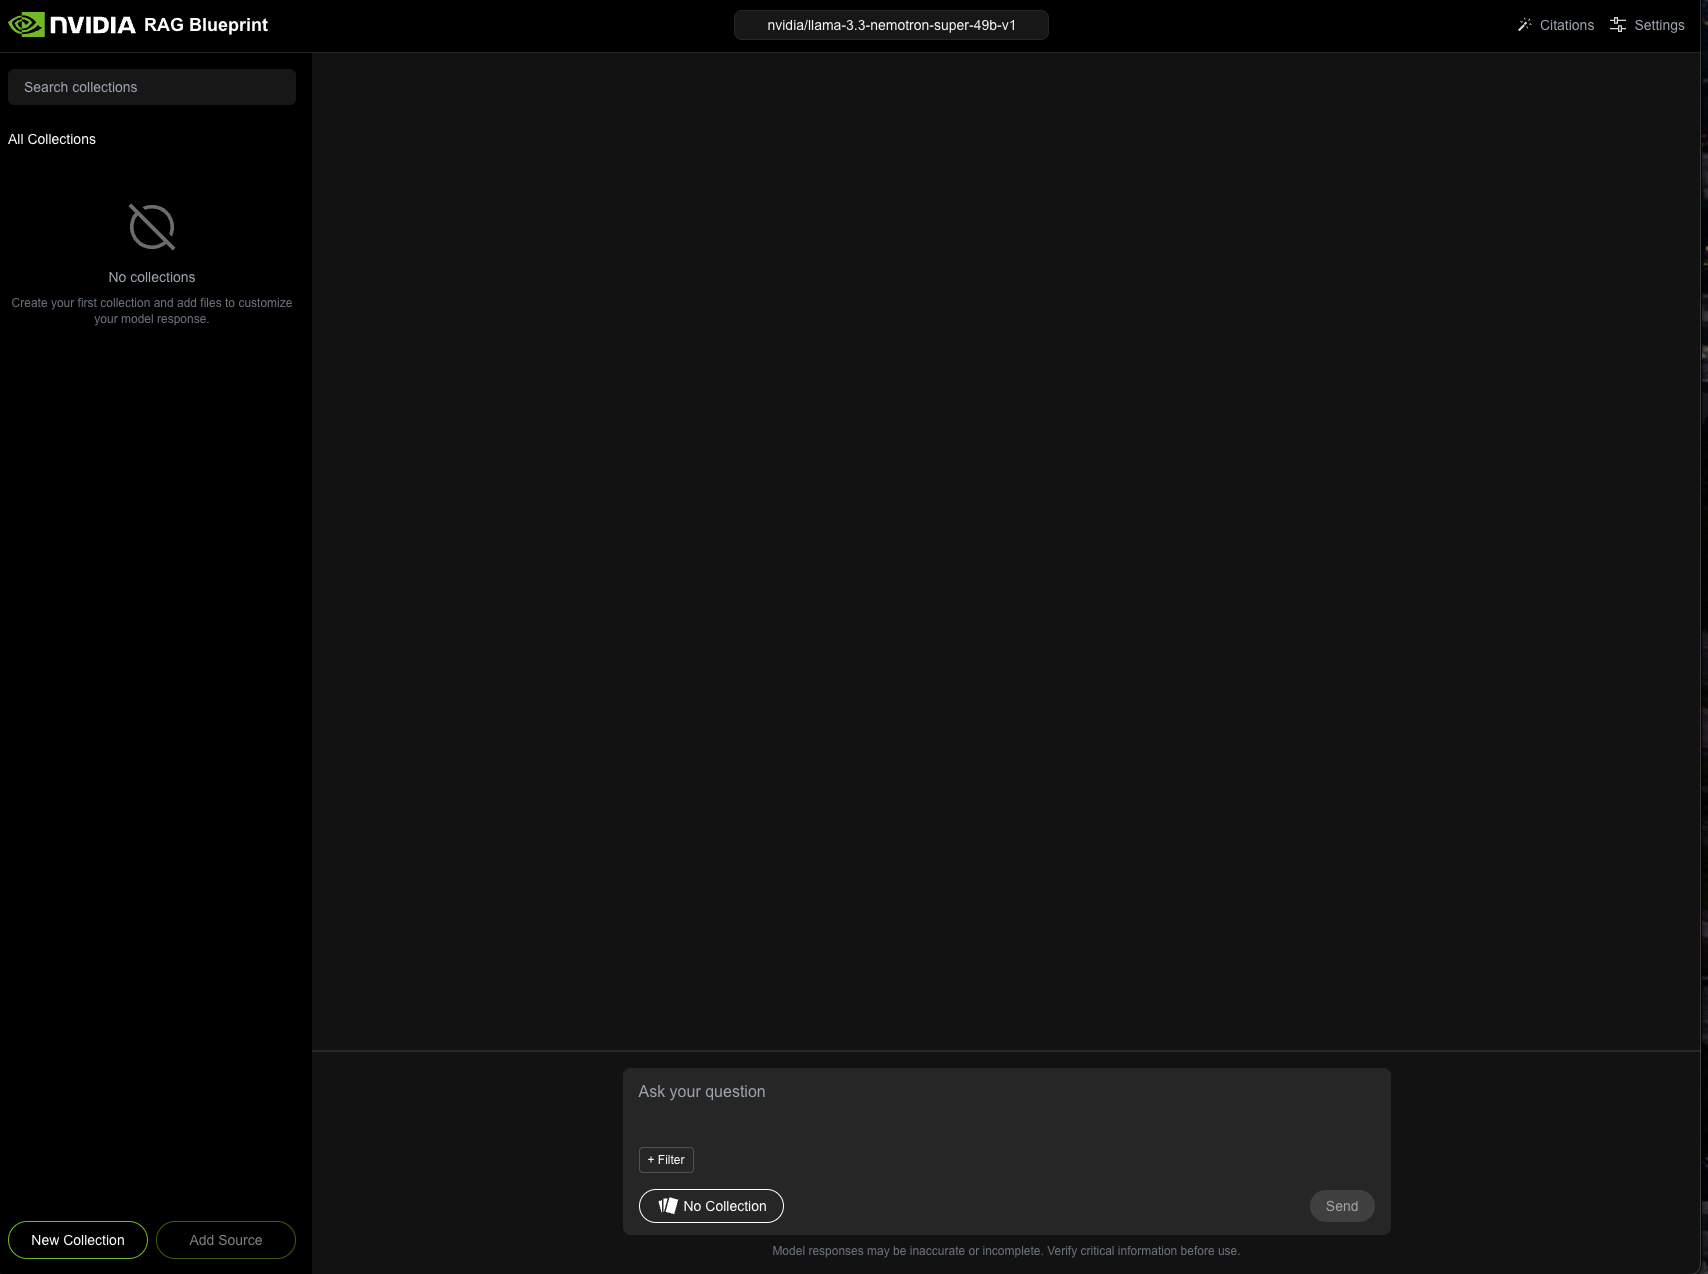 NVIDIA RAG Blueprint
nvidia/llama-3.3-nemotron-super-49b-v1
Citations
Settings
Search collections
All Collections
No collections
Create your first collection and add files to customize
your model response.
Ask your question
+ Filter
No Collection
Send
New Collection
Add Source
Model responses may be inaccurate or incomplete. Verify critical information before use.